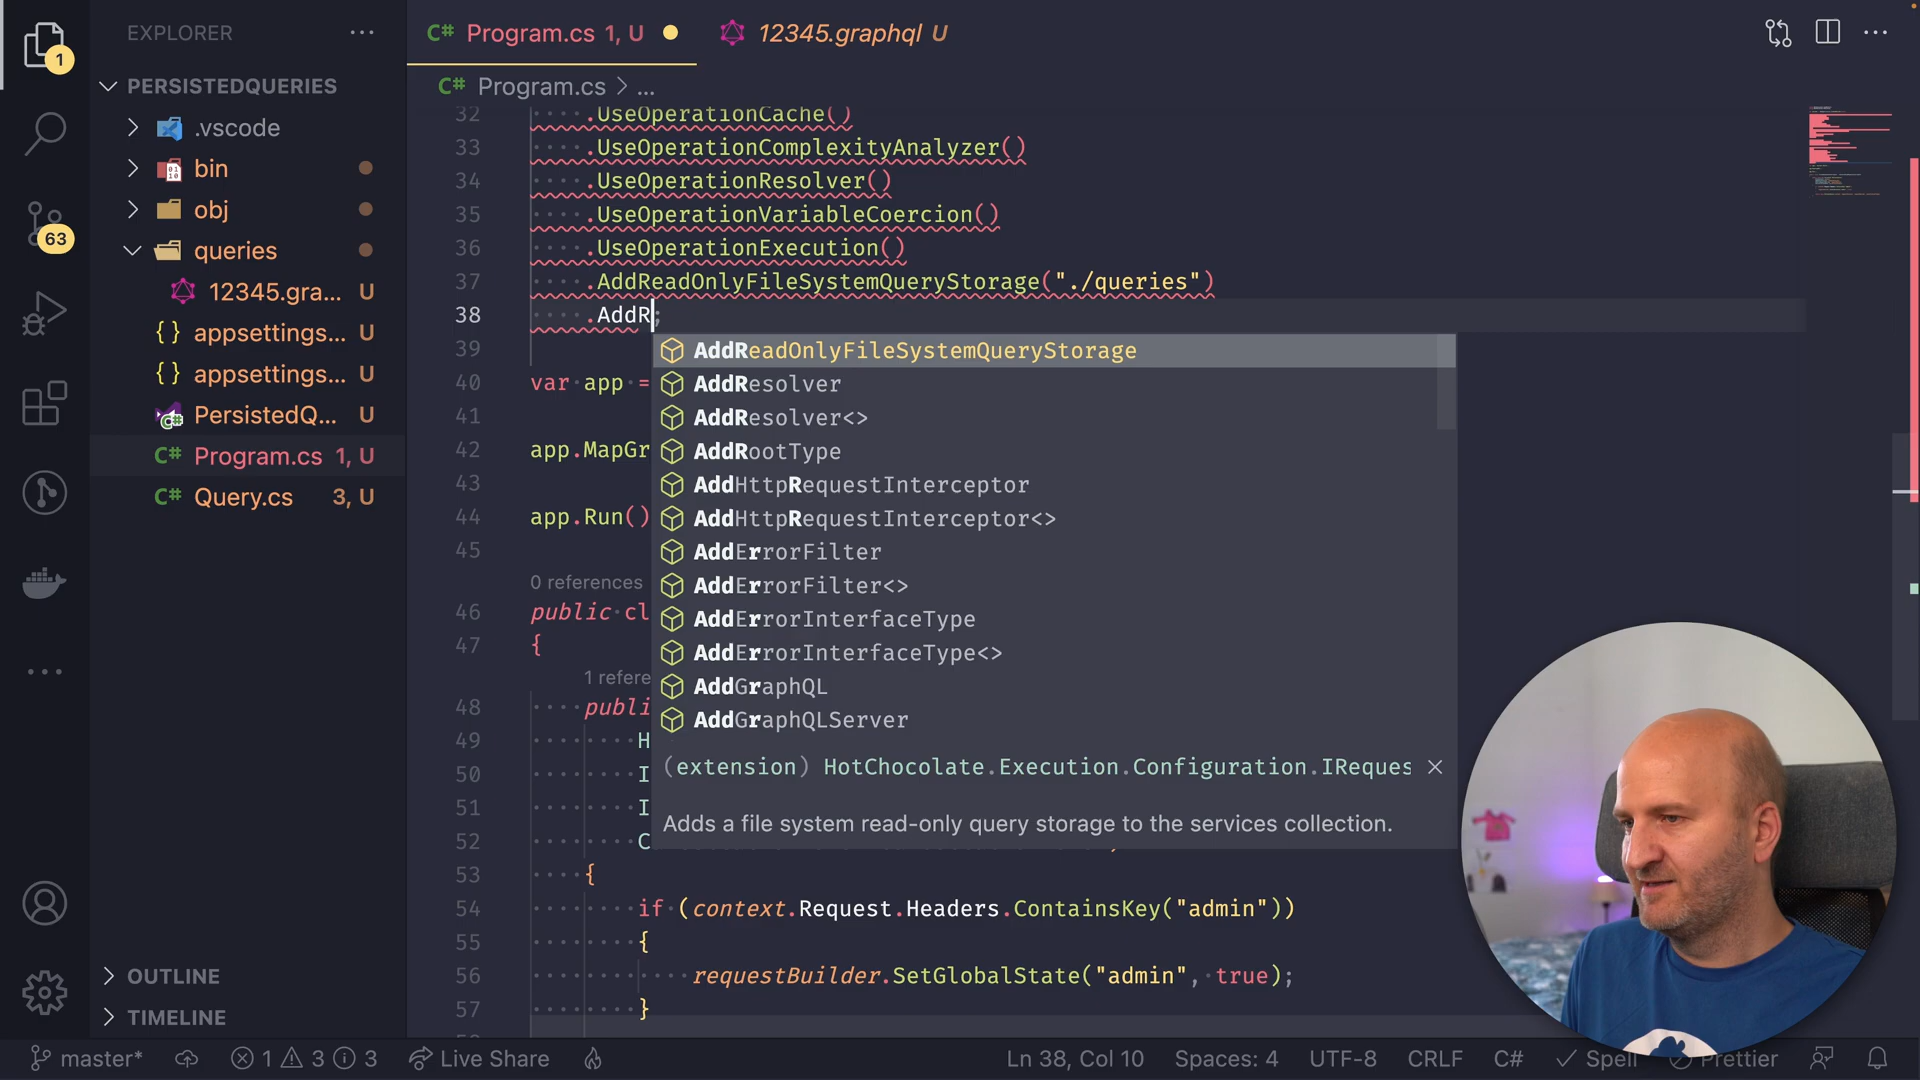 1
EXPLORER
C# Program.cs 1, U
12345.graphql U
PERSISTEDQUERIES
C# Program.cs > ...
.vscode
bin
obj
63
queries
12345.gra... U
{ } appsettings... U
{ } appsettings... U
PersistedQ... U
C# Program.cs 1, U
C# Query.cs 3, U
OUTLINE
TIMELINE
32 .UseOperationCache()
33 .UseOperationComplexityAnalyzer()
34 .UseOperationResolver()
35 .UseOperationVariableCoercion()
36 .UseOperationExecution()
37 .AddReadOnlyFileSystemQueryStorage("./queries")
38 .AddR;
39
40 var app =
41
42 app.MapGr
43
44 app.Run()
45
0 references
46 public cl
47 {
1 refere
48 publi
49 H
50 I
51 I
52 C
53 {
54 if (context.Request.Headers.ContainsKey("admin"))
55 {
56 requestBuilder.SetGlobalState("admin", true);
57 }
AddReadOnlyFileSystemQueryStorage
AddResolver
AddResolver<>
AddRootType
AddHttpRequestInterceptor
AddHttpRequestInterceptor<>
AddErrorFilter
AddErrorFilter<>
AddErrorInterfaceType
AddErrorInterfaceType<>
AddGraphQL
AddGraphQLServer
(extension) HotChocolate.Execution.Configuration.IReques
Adds a file system read-only query storage to the services collection.
master* 1 3 3 Live Share Ln 38, Col 10 Spaces: 4 UTF-8 CRLF C# Spell Prettier